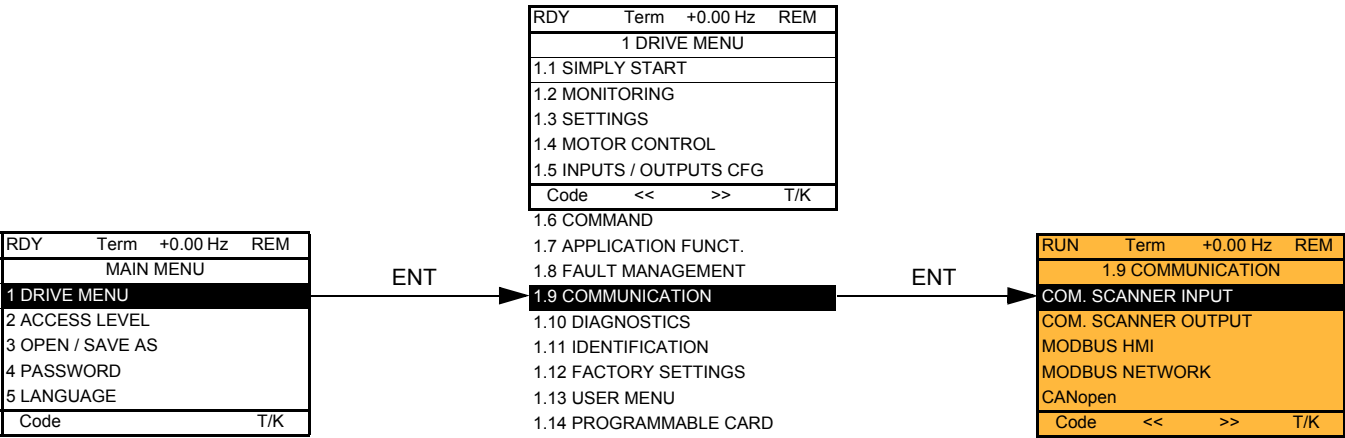 RDY Term +0.00 Hz REM
MAIN MENU
1 DRIVE MENU
2 ACCESS LEVEL
3 OPEN / SAVE AS
4 PASSWORD
5 LANGUAGE
Code T/K
ENT
RDY Term +0.00 Hz REM
1 DRIVE MENU
1.1 SIMPLY START
1.2 MONITORING
1.3 SETTINGS
1.4 MOTOR CONTROL
1.5 INPUTS / OUTPUTS CFG
Code << >> T/K
1.6 COMMAND
1.7 APPLICATION FUNCT.
1.8 FAULT MANAGEMENT
1.9 COMMUNICATION
1.10 DIAGNOSTICS
1.11 IDENTIFICATION
1.12 FACTORY SETTINGS
1.13 USER MENU
1.14 PROGRAMMABLE CARD
ENT
RUN Term +0.00 Hz REM
1.9 COMMUNICATION
COM. SCANNER INPUT
COM. SCANNER OUTPUT
MODBUS HMI
MODBUS NETWORK
CANopen
Code << >> T/K